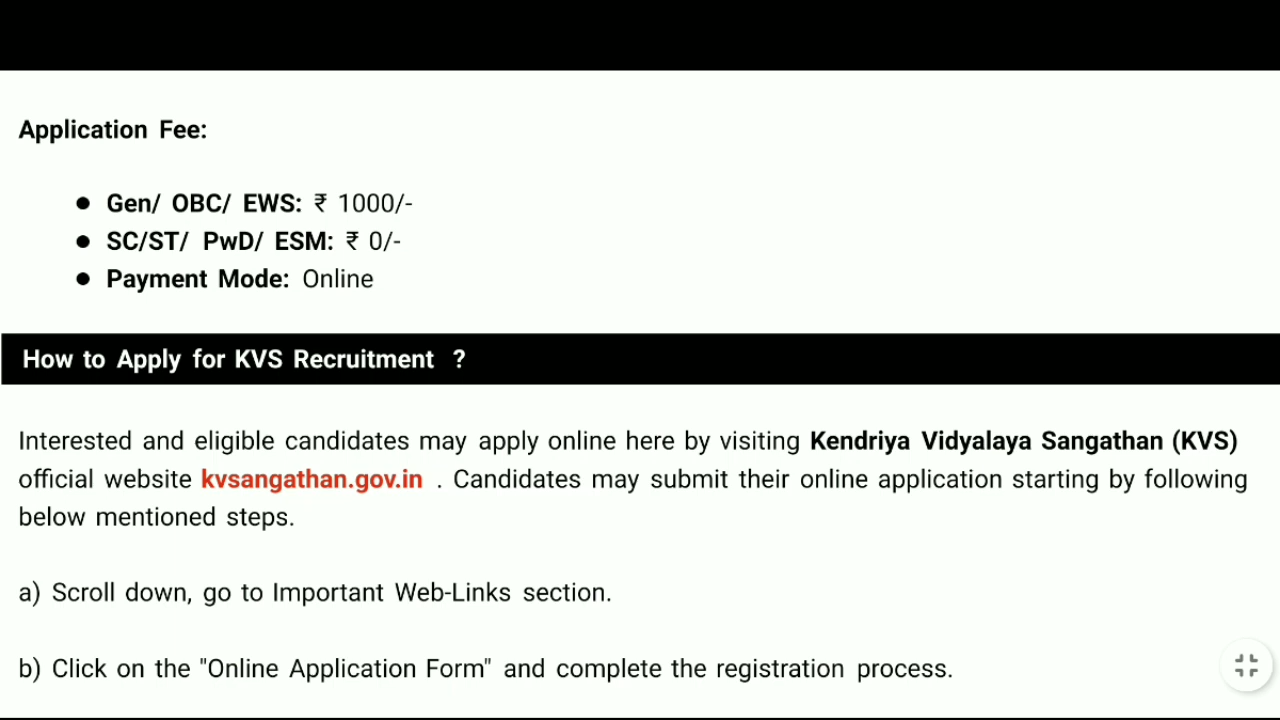 Application Fee:
● Gen/ OBC/ EWS: ₹ 1000/-
● SC/ST/ PwD/ ESM: ₹ 0/-
● Payment Mode: Online
How to Apply for KVS Recruitment ?
Interested and eligible candidates may apply online here by visiting Kendriya Vidyalaya Sangathan (KVS)
official website kvsangathan.gov.in . Candidates may submit their online application starting by following
below mentioned steps.
a) Scroll down, go to Important Web-Links section.
b) Click on the "Online Application Form" and complete the registration process.